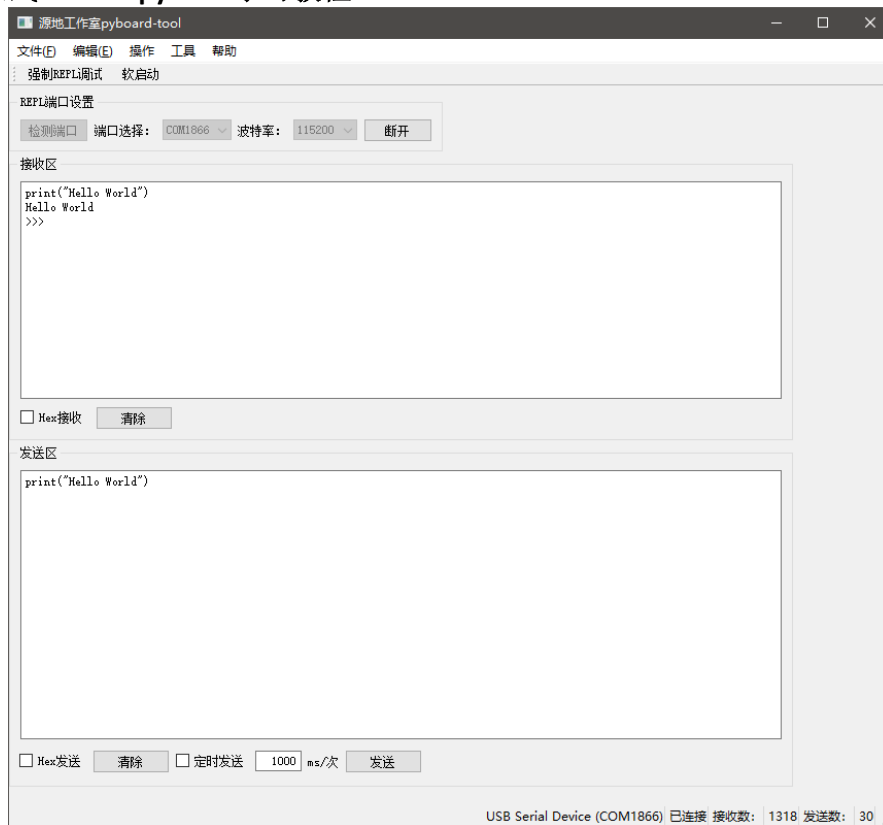 源地工作室pyboard-tool
文件(F) 编辑(E) 操作 工具 帮助
强制REPL调试 软启动
REPL端口设置
检测端口 端口选择: COM1866 波特率: 115200 断开
接收区
print("Hello World")
Hello World
>>>
Hex接收 清除
发送区
print("Hello World")
Hex发送 清除 定时发送 1000 ms/次 发送
USB Serial Device (COM1866) 已连接 接收数: 1318 发送数: 30